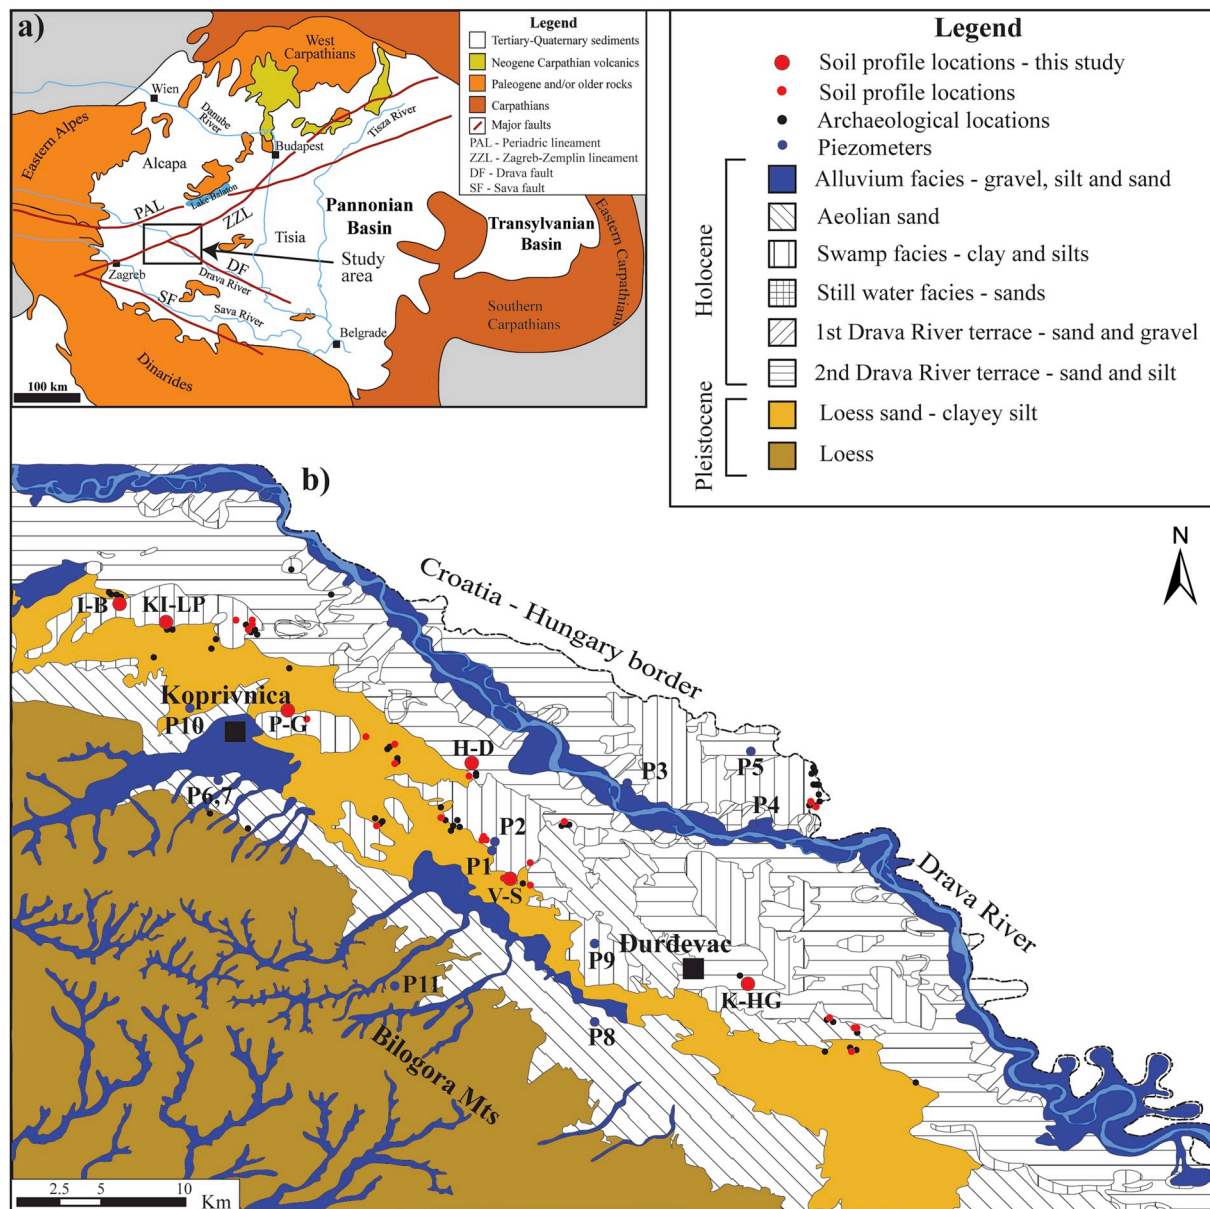 a)
Legend
Tertiary-Quaternary sediments
Neogene Carpathian volcanics
Paleogene and/or older rocks
Carpathians
Major faults
PAL - Periadric lineament
ZZL - Zagreb-Zemplin lineament
DF - Drava fault
SF - Sava fault
West
Carpathians
Wien
Danube
River
Tisza River
Budapest
Eastern Alpes
Alcapa
Lake Balaton
PAL
ZZL
Pannonian
Basin
Transylvanian
Basin
Tisia
Study
area
Zagreb
DF
Drava River
SF
Sava River
Belgrade
Southern
Carpathians
Eastern Carpathians
Dinarides
100 km
Legend
Soil profile locations - this study
Soil profile locations
Archaeological locations
Piezometers
Holocene
Alluvium facies - gravel, silt and sand
Aeolian sand
Swamp facies - clay and silts
Still water facies - sands
1st Drava River terrace - sand and gravel
2nd Drava River terrace - sand and silt
Pleistocene
Loess sand - clayey silt
Loess
b)
N
Croatia - Hungary border
I-B
KI-LP
Koprivnica
P10
P-G
H-D
P3
P5
P4
P6,7
P2
P1
V-S
Drava River
Đurđevac
P9
K-HG
P11
P8
Bilogora Mts
2.5
5
10
Km